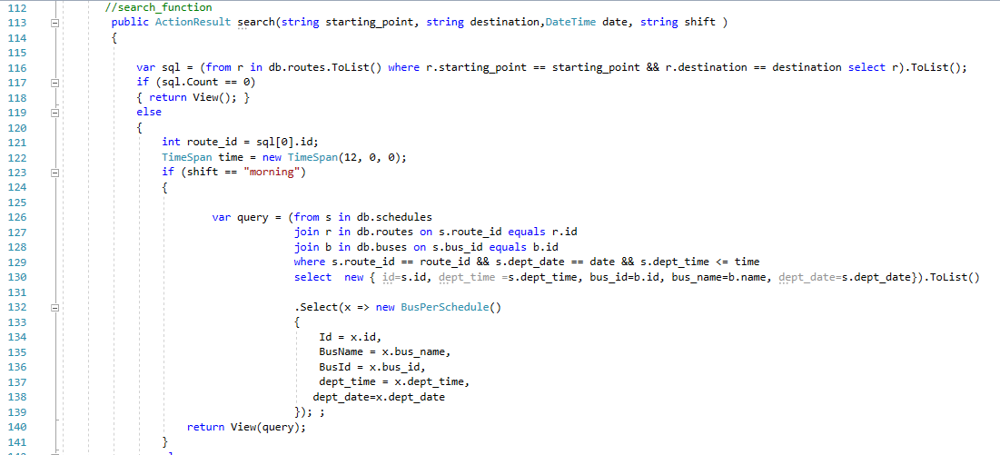 112 //search_function
113 public ActionResult search(string starting_point, string destination,DateTime date, string shift )
114 {
115
116 var sql = (from r in db.routes.ToList() where r.starting_point == starting_point && r.destination == destination select r).ToList();
117 if (sql.Count == 0)
118 { return View(); }
119 else
120 {
121 int route_id = sql[0].id;
122 TimeSpan time = new TimeSpan(12, 0, 0);
123 if (shift == "morning")
124 {
125
126 var query = (from s in db.schedules
127 join r in db.routes on s.route_id equals r.id
128 join b in db.buses on s.bus_id equals b.id
129 where s.route_id == route_id && s.dept_date == date && s.dept_time <= time
130 select new { id=s.id, dept_time =s.dept_time, bus_id=b.id, bus_name=b.name, dept_date=s.dept_date}).ToList()
131
132 .Select(x => new BusPerSchedule()
133 {
134 Id = x.id,
135 BusName = x.bus_name,
136 BusId = x.bus_id,
137 dept_time = x.dept_time,
138 dept_date=x.dept_date
139 }); ;
140 return View(query);
141 }